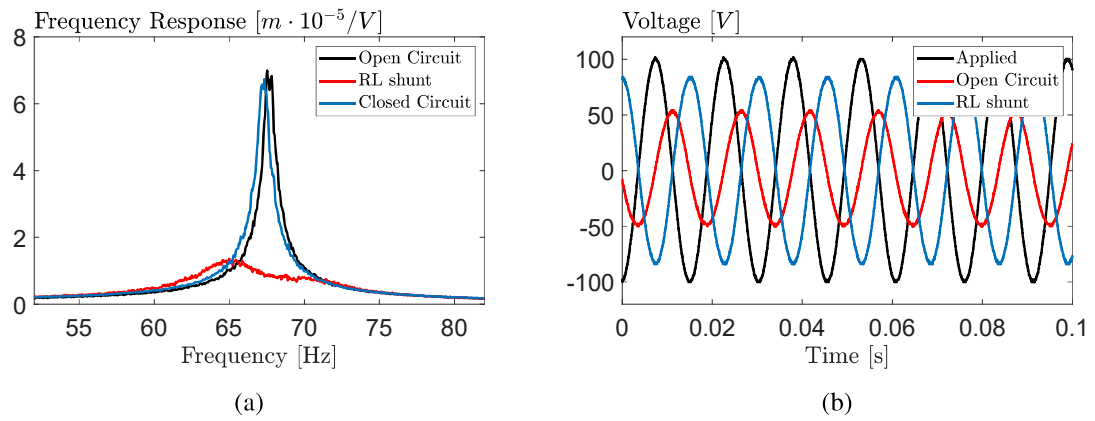 Frequency Response [m · 10⁻⁵/V]
8
6
4
2
0
Open Circuit
RL shunt
Closed Circuit
55 60 65 70 75 80
Frequency [Hz]
(a)
Voltage [V]
100
50
0
-50
-100
Applied
Open Circuit
RL shunt
0 0.02 0.04 0.06 0.08 0.1
Time [s]
(b)